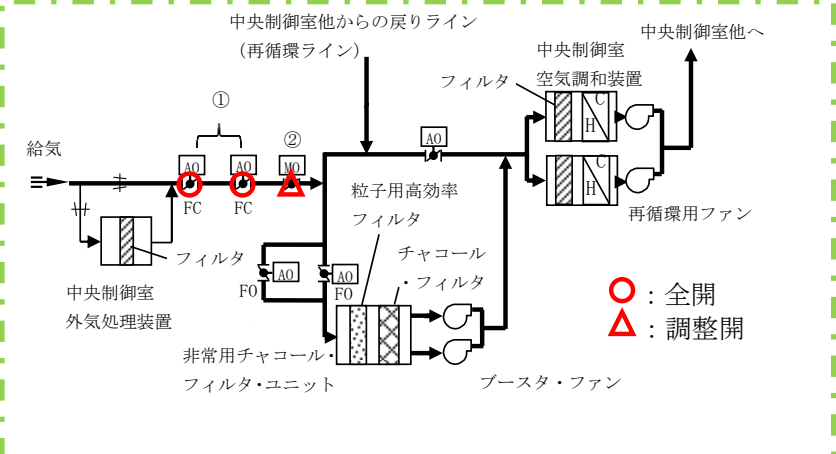 中央制御室他からの戻りライン
（再循環ライン）
中央制御室他へ
中央制御室
空気調和装置
フィルタ
①
②
給気
AO
AO
MO
AO
FC
FC
C
H
C
H
再循環用ファン
粒子用高効率
フィルタ
チャコール
・フィルタ
フィルタ
AO
AO
FO
FO
中央制御室
外気処理装置
○：全開
△：調整開
非常用チャコール・
フィルタ・ユニット
ブースタ・ファン